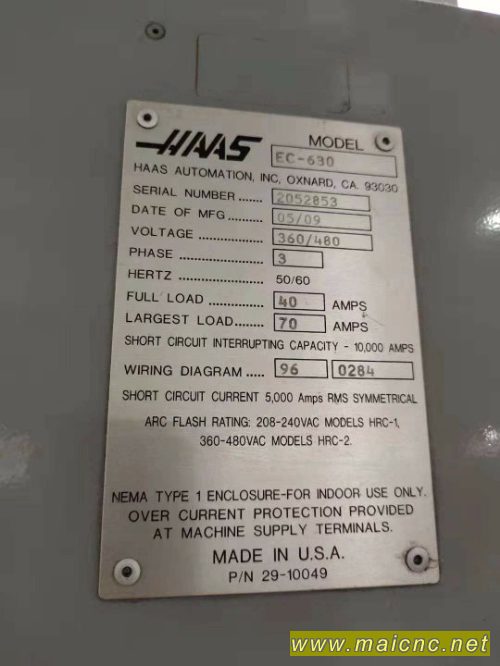 HAAS
MODEL EC-630
HAAS AUTOMATION, INC, OXNARD, CA. 93030
SERIAL NUMBER ....... 2052853
DATE OF MFG ......... 05/09
VOLTAGE ................ 360/480
PHASE .................... 3
HERTZ .................... 50/60
FULL LOAD ............. 40 AMPS
LARGEST LOAD........ 70 AMPS
SHORT CIRCUIT INTERRUPTING CAPACITY - 10,000 AMPS
WIRING DIAGRAM ..... 96 0284
SHORT CIRCUIT CURRENT 5,000 Amps RMS SYMMETRICAL
ARC FLASH RATING: 208-240VAC MODELS HRC-1,
360-480VAC MODELS HRC-2.
NEMA TYPE 1 ENCLOSURE-FOR INDOOR USE ONLY.
OVER CURRENT PROTECTION PROVIDED
AT MACHINE SUPPLY TERMINALS.
MADE IN U.S.A.
P/N 29-10049
www.maicnc.net